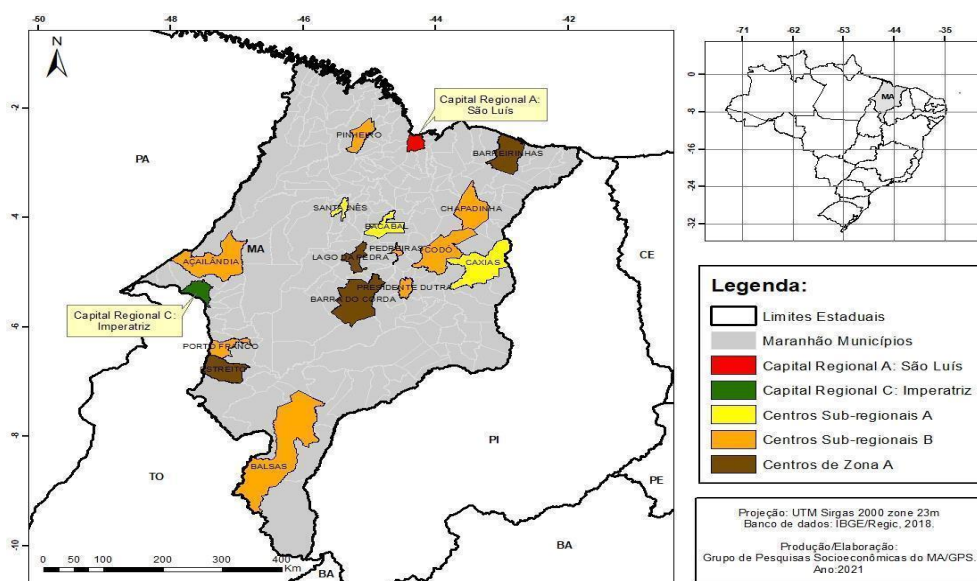 -50
-48
-46
-44
-42
N
-2
-4
-6
-8
-10
Capital Regional A:
São Luís
PINHEIRO
BARREIRINHAS
PA
SANTA INÊS
CHAPADINHA
BACABAL
MA
PEDREIRAS
CODÓ
LAGO DA PEDRA
CAXIAS
AÇAILÂNDIA
CE
PRESIDENTE DUTRA
BARRA DO CORDA
Capital Regional C:
Imperatriz
PORTO FRANCO
ESTREITO
PI
BALSAS
TO
PE
BA
BA
0 50 100 200 300 400
Km
-71
-62
-53
-44
-35
0
-8
-16
-24
-32
MA
Legenda:
Limites Estaduais
Maranhão Municípios
Capital Regional A: São Luís
Capital Regional C: Imperatriz
Centros Sub-regionais A
Centros Sub-regionais B
Centros de Zona A
Projeção: UTM Sirgas 2000 zone 23m
Banco de dados: IBGE/Regic, 2018.
Produção/Elaboração:
Grupo de Pesquisas Socioeconômicas do MA/GPS.
Ano:2021